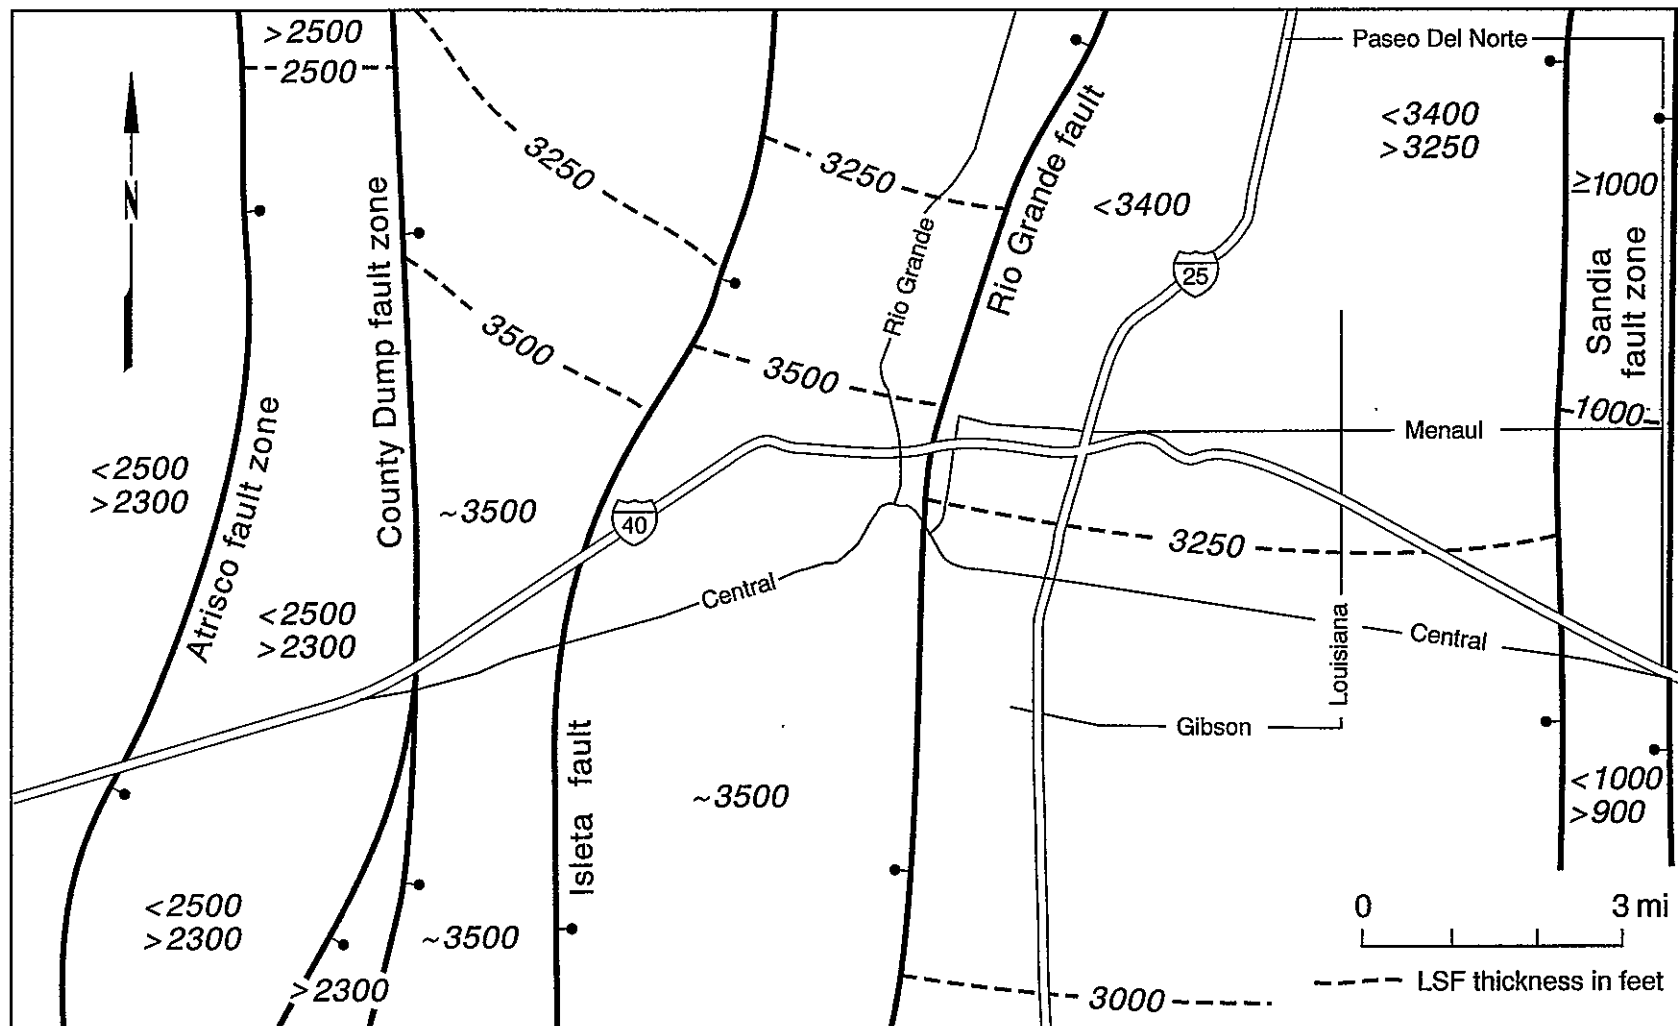 >2500
2500
Paseo Del Norte
<3400
>3250
3250
3250
N
≥1000
<3400
Rio Grande fault
Rio Grande
25
Sandia
fault zone
County Dump fault zone
3500
3500
1000
Menaul
Atrisco fault zone
<2500
>2300
~3500
40
3250
Central
<2500
>2300
Louisiana
Central
Gibson
Isleta fault
~3500
<1000
>900
<2500
>2300
~3500
0 3 mi
>2300
3000
LSF thickness in feet